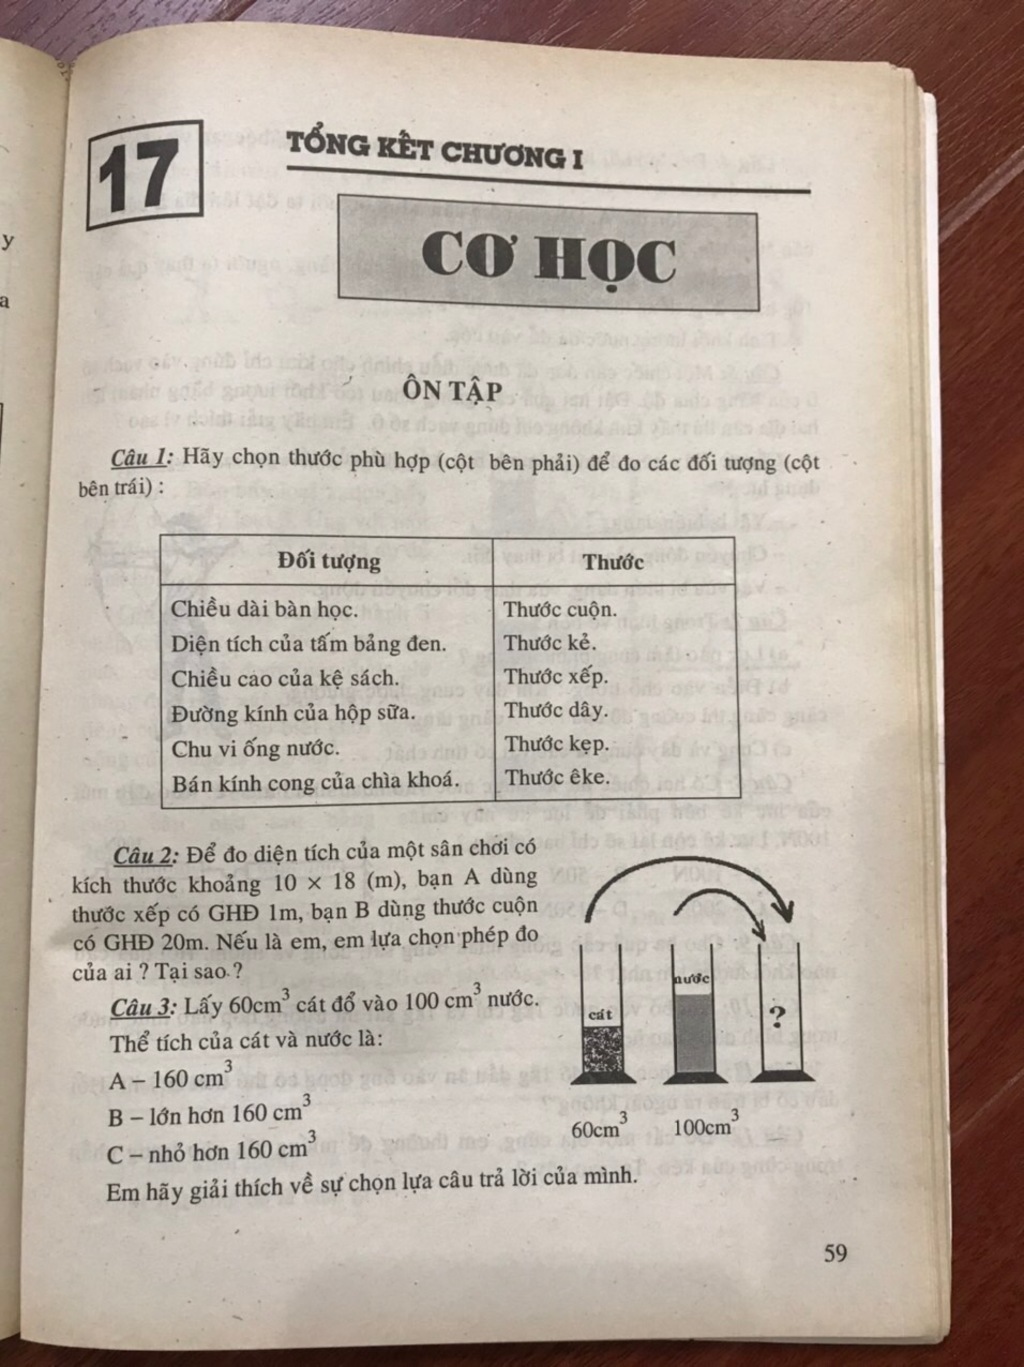 17
TỔNG KẾT CHƯƠNG I
CƠ HỌC
ÔN TẬP
Câu 1: Hãy chọn thước phù hợp (cột bên phải) để đo các đối tượng (cột
bên trái) :
Đối tượng Thước
Chiều dài bàn học. Thước cuộn.
Diện tích của tấm bảng đen. Thước kẻ.
Chiều cao của kệ sách. Thước xếp.
Đường kính của hộp sữa. Thước dây.
Chu vi ống nước. Thước kẹp.
Bán kính cong của chìa khoá. Thước êke.
Câu 2: Để đo diện tích của một sân chơi có
kích thước khoảng 10 × 18 (m), bạn A dùng
thước xếp có GHĐ 1m, bạn B dùng thước cuộn
có GHĐ 20m. Nếu là em, em lựa chọn phép đo
của ai ? Tại sao ?
Câu 3: Lấy 60cm³ cát đổ vào 100 cm³ nước.
Thể tích của cát và nước là:
A – 160 cm³
B – lớn hơn 160 cm³
C – nhỏ hơn 160 cm³
Em hãy giải thích về sự chọn lựa câu trả lời của mình.
cát
nước
?
60cm³ 100cm³
59
y
a